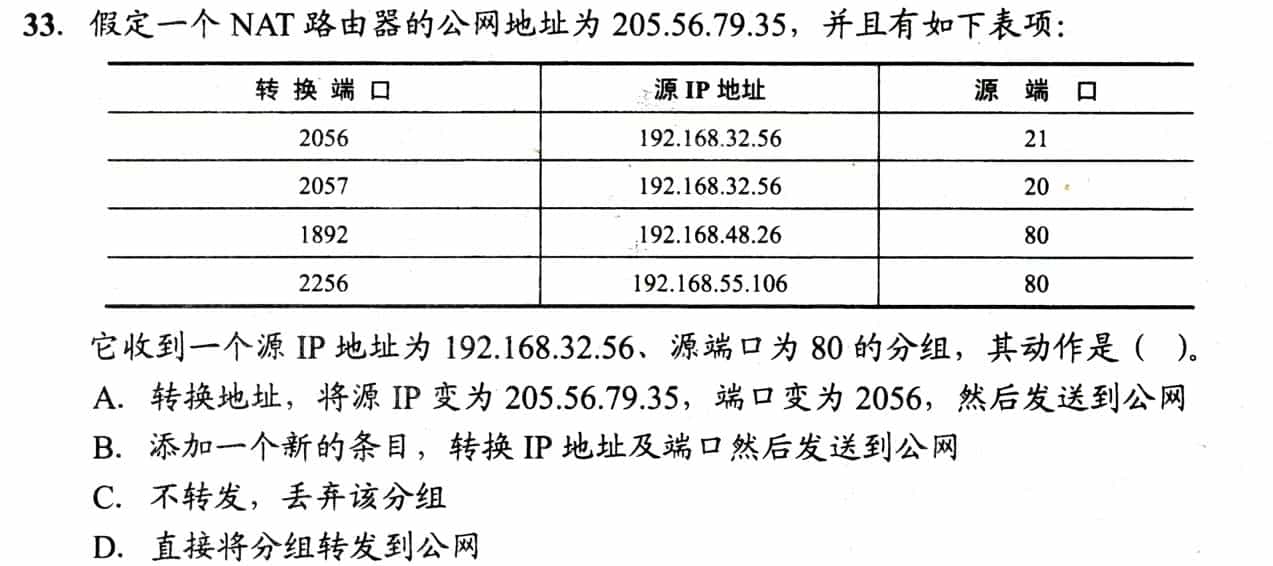 33. 假定一个 NAT 路由器的公网地址为 205.56.79.35，并且有如下表项：
转 换 端 口 源 IP 地址 源 端 口
2056 192.168.32.56 21
2057 192.168.32.56 20
1892 192.168.48.26 80
2256 192.168.55.106 80
它收到一个源 IP 地址为 192.168.32.56、源端口为 80 的分组，其动作是（ ）。
A. 转换地址，将源 IP 变为 205.56.79.35，端口变为 2056，然后发送到公网
B. 添加一个新的条目，转换 IP 地址及端口然后发送到公网
C. 不转发，丢弃该分组
D. 直接将分组转发到公网